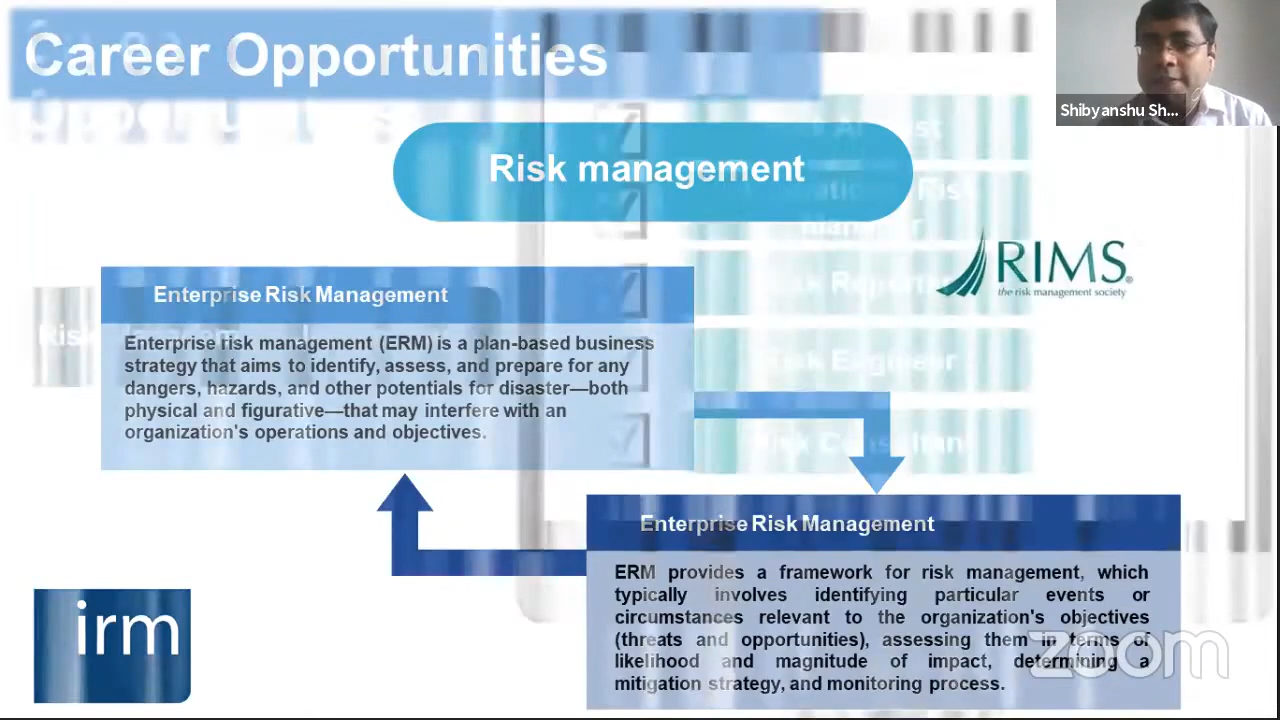 Career Opportunities
Shibyanshu Sh...
Risk management
RIMS
the risk management society
Enterprise Risk Management
Enterprise risk management (ERM) is a plan-based business
strategy that aims to identify, assess, and prepare for any
dangers, hazards, and other potentials for disaster—both
physical and figurative—that may interfere with an
organization's operations and objectives.
Enterprise Risk Management
ERM provides a framework for risk management, which
typically involves identifying particular events or
circumstances relevant to the organization's objectives
(threats and opportunities), assessing them in terms of
likelihood and magnitude of impact, determining a
mitigation strategy, and monitoring process.
irm
zoom
Risk Engineer